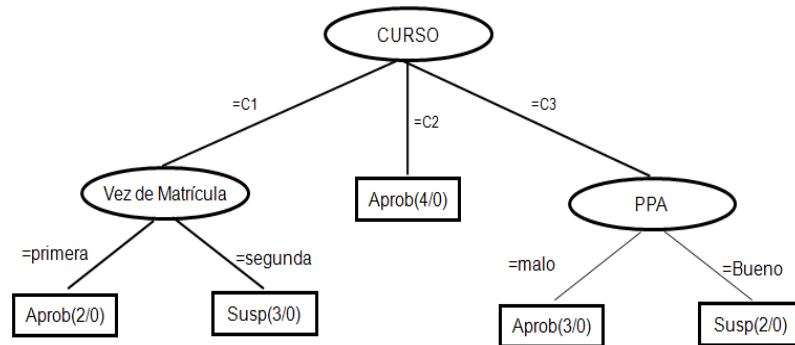 CURSO
=C1
=C2
=C3
Vez de Matrícula
Aprob(4/0)
PPA
=primera
=segunda
=malo
=Bueno
Aprob(2/0)
Susp(3/0)
Aprob(3/0)
Susp(2/0)